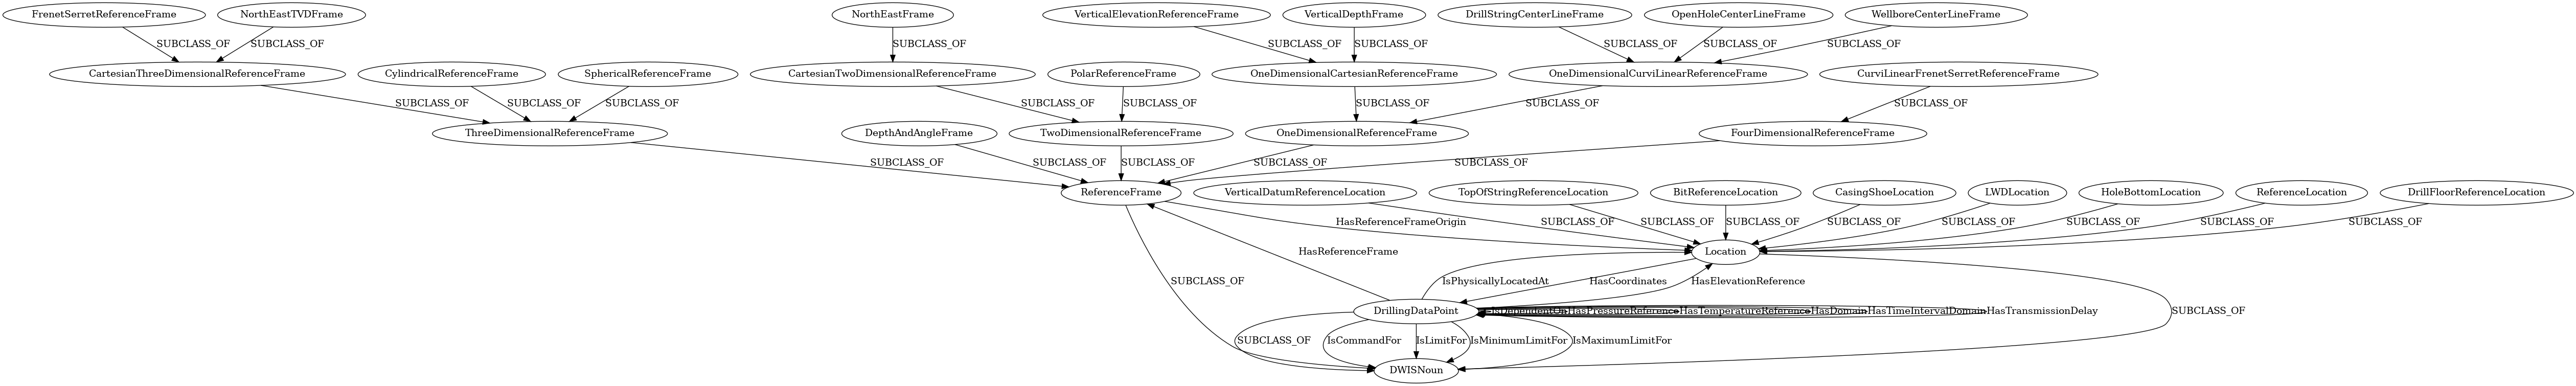 FrenetSerretReferenceFrame NorthEastTVDFrame NorthEastFrame VerticalElevationReferenceFrame VerticalDepthFrame DrillStringCenterLineFrame OpenHoleCenterLineFrame WellboreCenterLineFrame
SUBCLASS_OF SUBCLASS_OF SUBCLASS_OF SUBCLASS_OF SUBCLASS_OF SUBCLASS_OF SUBCLASS_OF SUBCLASS_OF
CartesianThreeDimensionalReferenceFrame CylindricalReferenceFrame SphericalReferenceFrame CartesianTwoDimensionalReferenceFrame PolarReferenceFrame OneDimensionalCartesianReferenceFrame OneDimensionalCurviLinearReferenceFrame CurviLinearFrenetSerretReferenceFrame
SUBCLASS_OF SUBCLASS_OF SUBCLASS_OF SUBCLASS_OF SUBCLASS_OF SUBCLASS_OF SUBCLASS_OF SUBCLASS_OF
ThreeDimensionalReferenceFrame DepthAndAngleFrame TwoDimensionalReferenceFrame OneDimensionalReferenceFrame FourDimensionalReferenceFrame
SUBCLASS_OF SUBCLASS_OF SUBCLASS_OF SUBCLASS_OF SUBCLASS_OF
ReferenceFrame VerticalDatumReferenceLocation TopOfStringReferenceLocation BitReferenceLocation CasingShoeLocation LWDLocation HoleBottomLocation ReferenceLocation DrillFloorReferenceLocation
HasReferenceFrameOrigin SUBCLASS_OF SUBCLASS_OF SUBCLASS_OF SUBCLASS_OF SUBCLASS_OF SUBCLASS_OF SUBCLASS_OF SUBCLASS_OF
HasReferenceFrame Location
SUBCLASS_OF IsPhysicallyLocatedAt HasCoordinates HasElevationReference
DrillingDataPoint IsDependentOn HasPressureReference HasTemperatureReference HasDomain HasTimeIntervalDomain HasTransmissionDelay SUBCLASS_OF
SUBCLASS_OF IsCommandFor IsLimitFor IsMinimumLimitFor IsMaximumLimitFor
DWISNoun